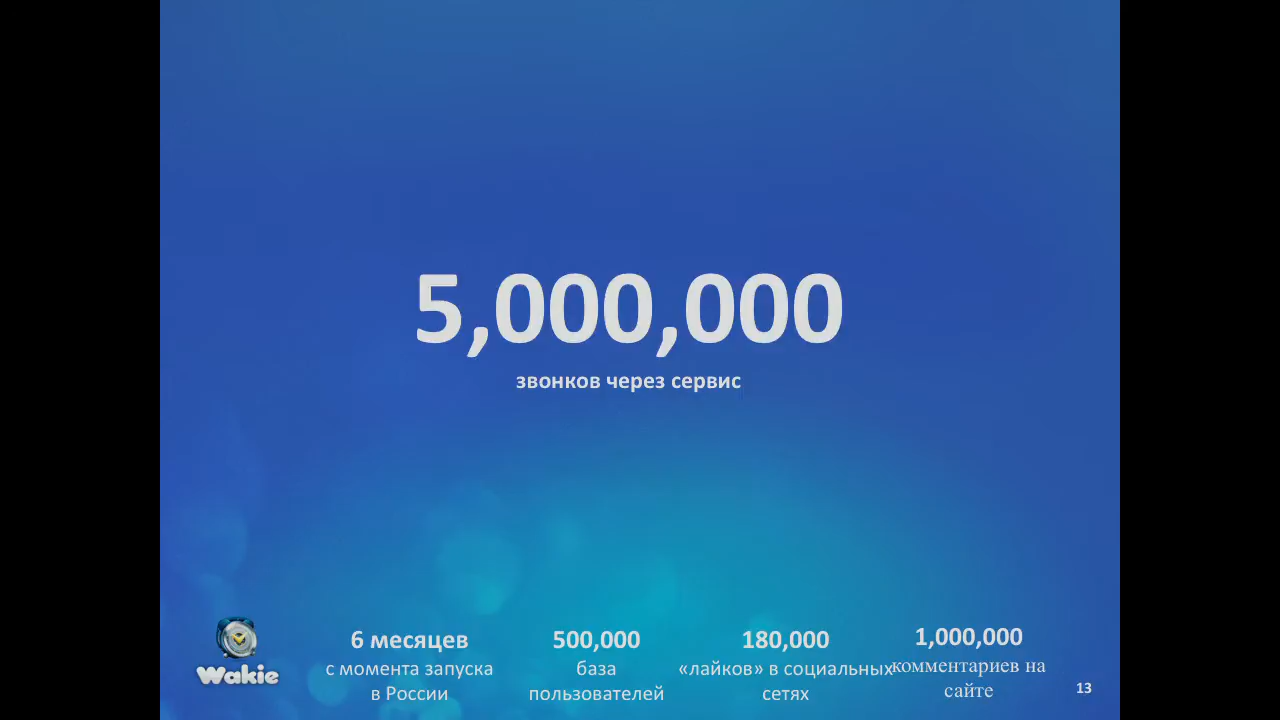 5,000,000
звонков через сервис
Wakie
6 месяцев
с момента запуска
в России
500,000
база
пользователей
180,000
«лайков» в социальных
сетях
1,000,000
комментариев на
сайте
13